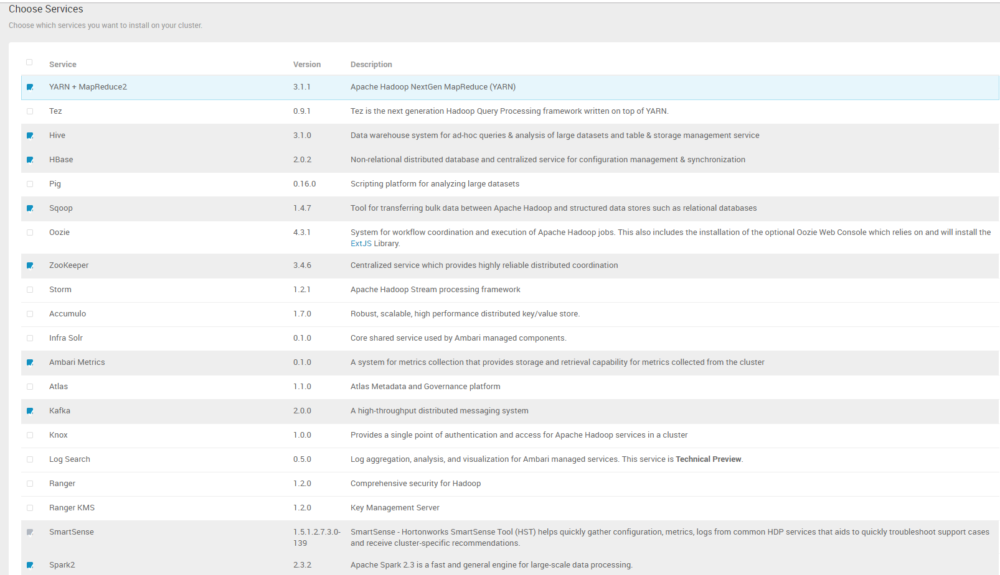 Choose Services
Choose which services you want to install on your cluster.
Service Version Description
YARN + MapReduce2 3.1.1 Apache Hadoop NextGen MapReduce (YARN)
Tez 0.9.1 Tez is the next generation Hadoop Query Processing framework written on top of YARN.
Hive 3.1.0 Data warehouse system for ad-hoc queries & analysis of large datasets and table & storage management service
HBase 2.0.2 Non-relational distributed database and centralized service for configuration management & synchronization
Pig 0.16.0 Scripting platform for analyzing large datasets
Sqoop 1.4.7 Tool for transferring bulk data between Apache Hadoop and structured data stores such as relational databases
Oozie 4.3.1 System for workflow coordination and execution of Apache Hadoop jobs. This also includes the installation of the optional Oozie Web Console which relies on and will install the
ExtJS Library.
ZooKeeper 3.4.6 Centralized service which provides highly reliable distributed coordination
Storm 1.2.1 Apache Hadoop Stream processing framework
Accumulo 1.7.0 Robust, scalable, high performance distributed key/value store.
Infra Solr 0.1.0 Core shared service used by Ambari managed components.
Ambari Metrics 0.1.0 A system for metrics collection that provides storage and retrieval capability for metrics collected from the cluster
Atlas 1.1.0 Atlas Metadata and Governance platform
Kafka 2.0.0 A high-throughput distributed messaging system
Knox 1.0.0 Provides a single point of authentication and access for Apache Hadoop services in a cluster
Log Search 0.5.0 Log aggregation, analysis, and visualization for Ambari managed services. This service is Technical Preview.
Ranger 1.2.0 Comprehensive security for Hadoop
Ranger KMS 1.2.0 Key Management Server
SmartSense 1.5.1.2.7.3.0- SmartSense - Hortonworks SmartSense Tool (HST) helps quickly gather configuration, metrics, logs from common HDP services that aids to quickly troubleshoot support cases
139 and receive cluster-specific recommendations.
Spark2 2.3.2 Apache Spark 2.3 is a fast and general engine for large-scale data processing.